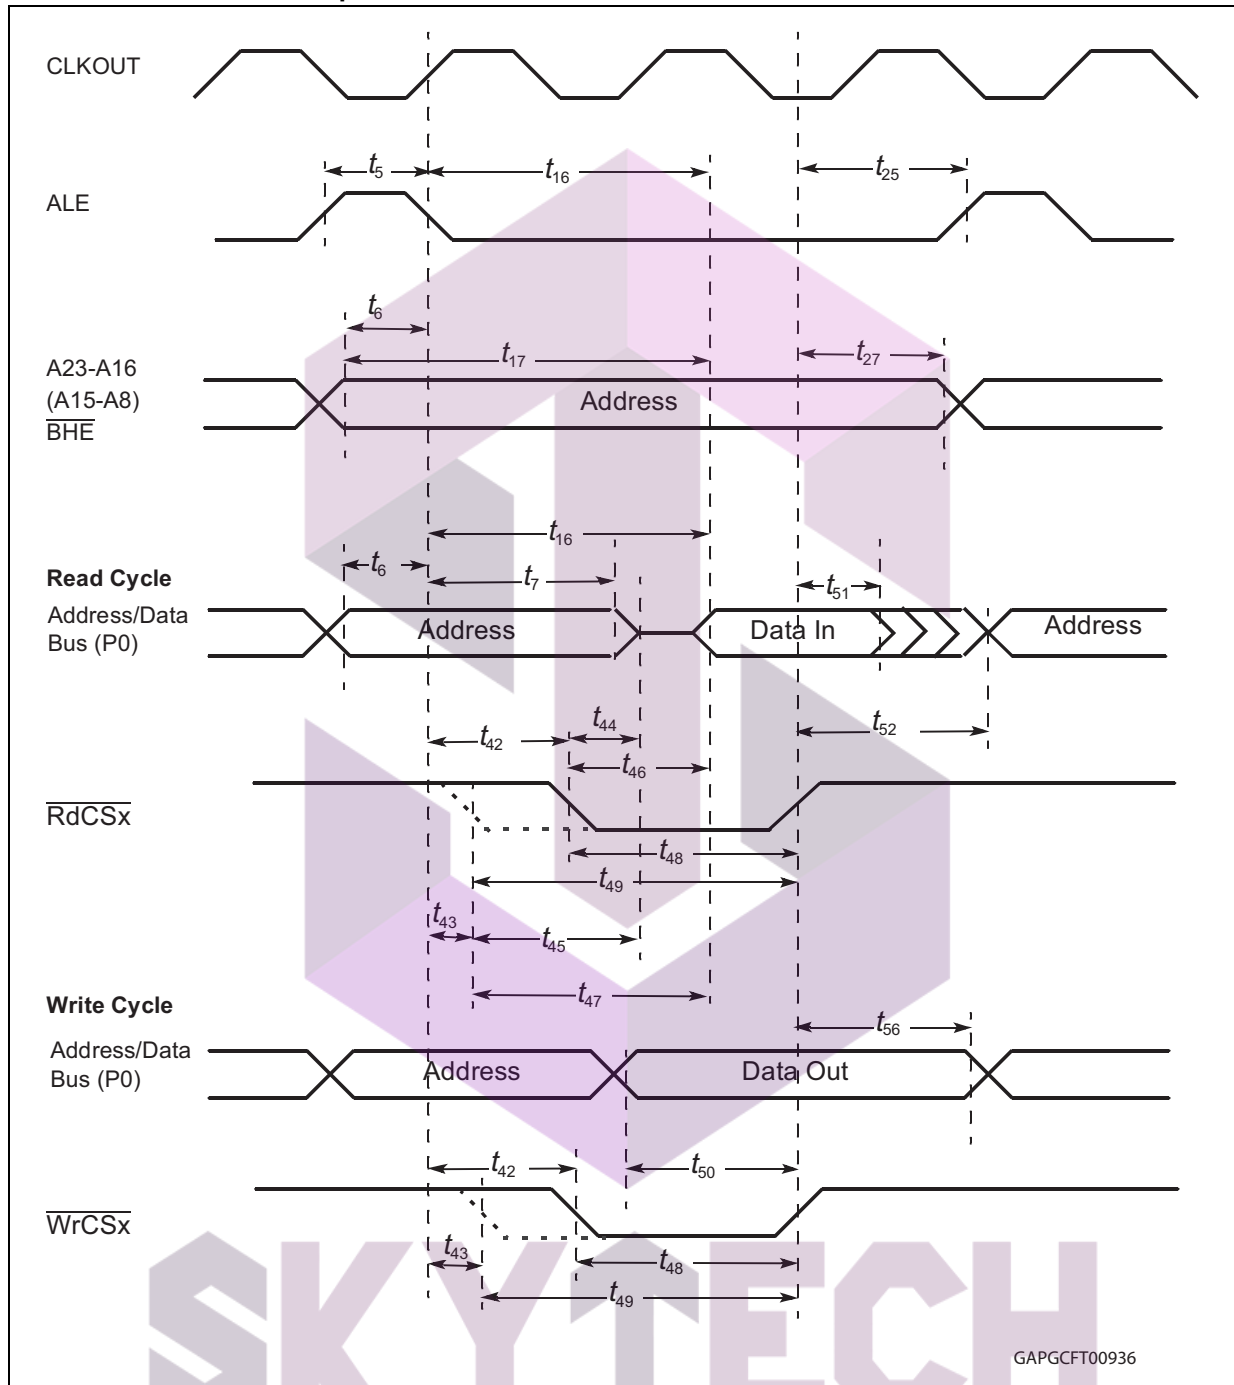 CLKOUT
t5
t16
t25
ALE
t6
t17
t27
A23-A16
(A15-A8)
BHE
Address
t16
t6
t7
t51
Read Cycle
Address/Data
Bus (P0)
Address
Data In
Address
t42
t44
t52
t46
RdCSx
t48
t49
t43
t45
t47
Write Cycle
t56
Address/Data
Bus (P0)
Address
Data Out
t42
t50
WrCSx
t43
t48
t49
SKYTECH
GAPGCFT00936